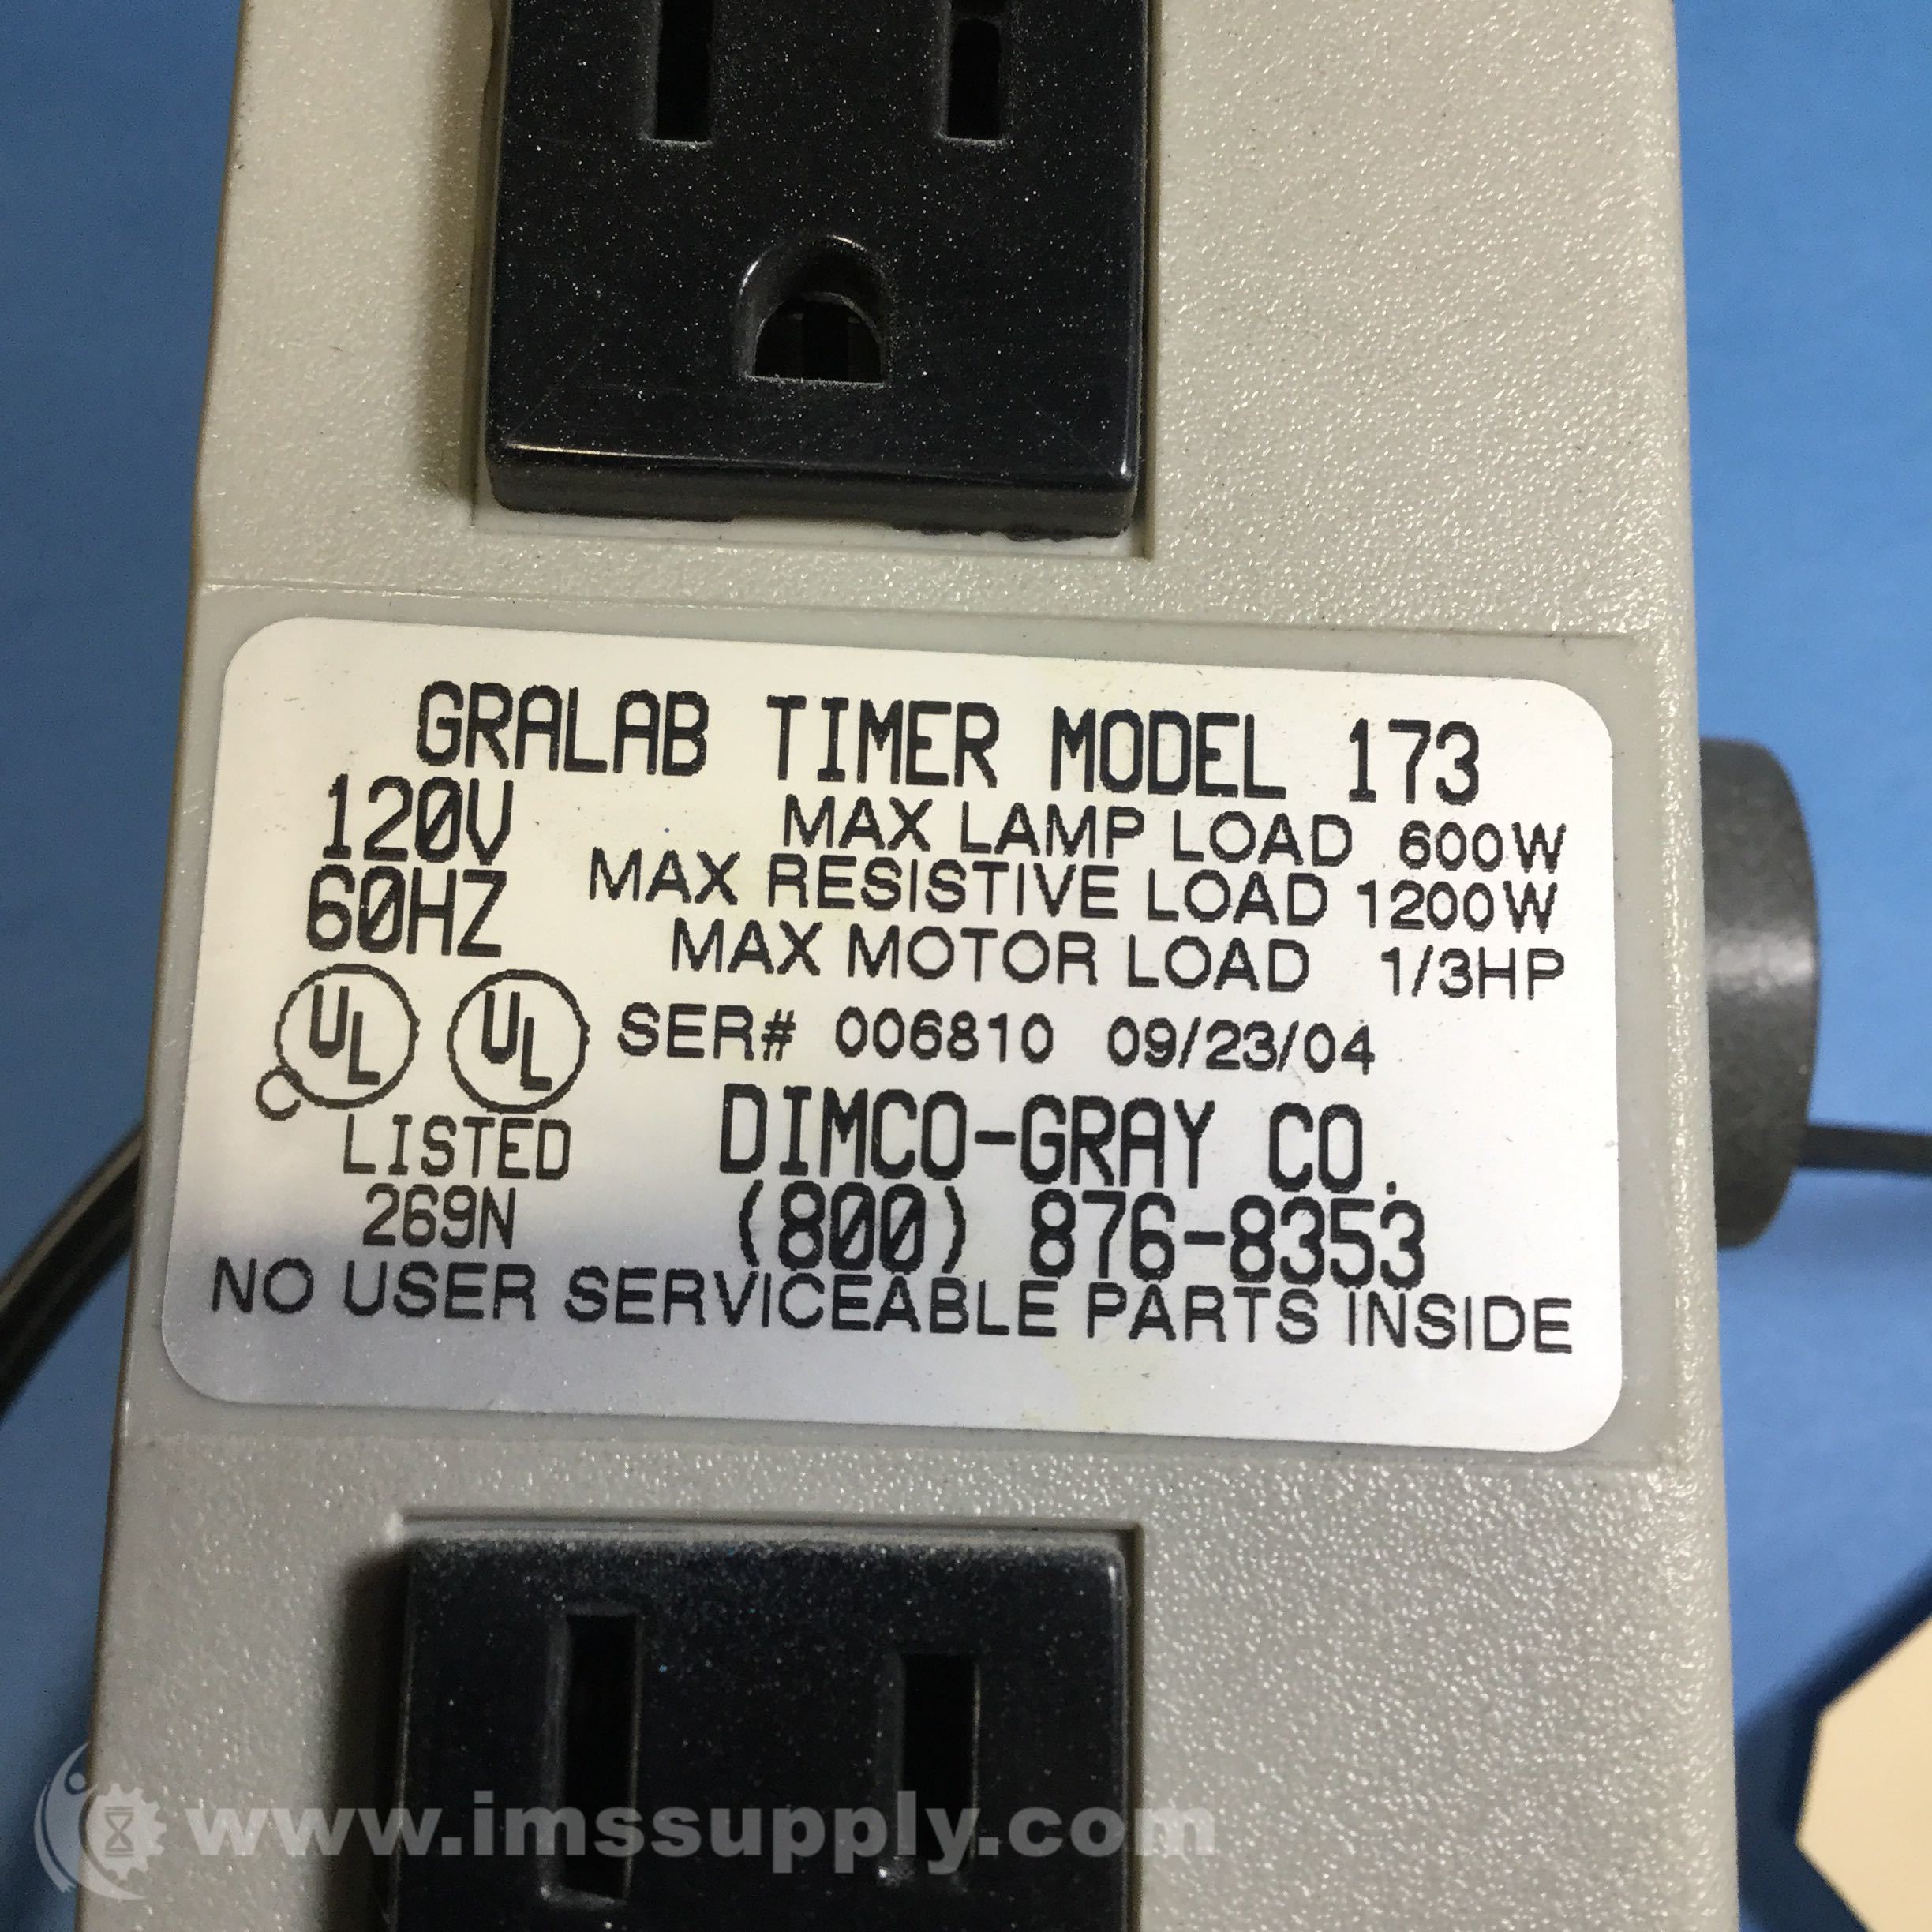 GRALAB TIMER MODEL 173
120V MAX LAMP LOAD 600W
60HZ MAX RESISTIVE LOAD 1200W
MAX MOTOR LOAD 1/3HP
UL UL SER# 006810 09/23/04
C
LISTED DIMCO-GRAY CO.
269N (800) 876-8353
NO USER SERVICEABLE PARTS INSIDE
www.imssupply.com